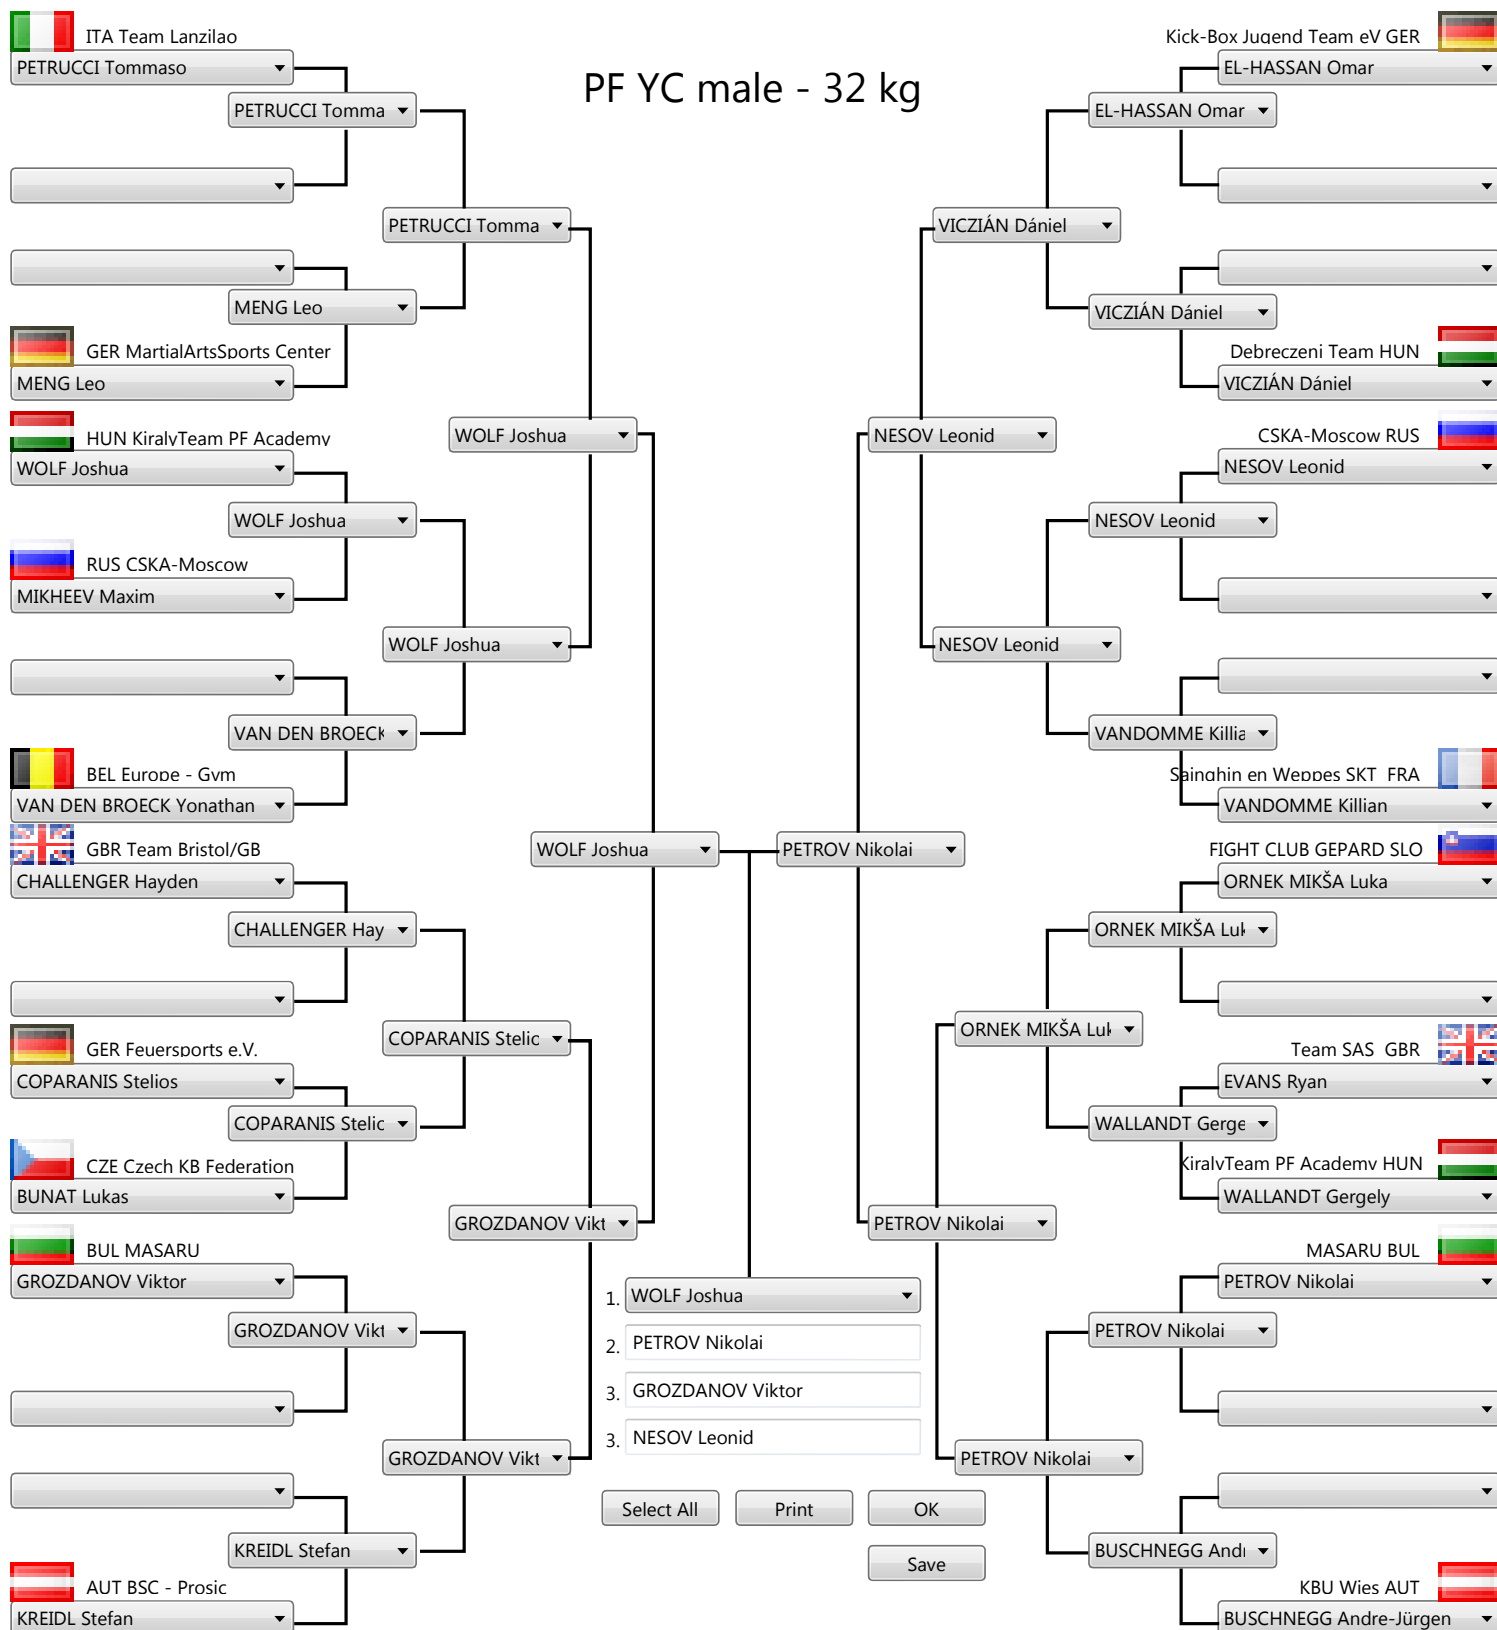 PF YC male - 32 kg
ITA Team Lanzilao
PETRUCCI Tommaso
PETRUCCI Tomma
PETRUCCI Tomma
MENG Leo
GER MartialArtsSports Center
MENG Leo
HUN KiralyTeam PF Academy
WOLF Joshua
WOLF Joshua
WOLF Joshua
RUS CSKA-Moscow
MIKHEEV Maxim
WOLF Joshua
VAN DEN BROECK
BEL Europe - Gym
VAN DEN BROECK Yonathan
GBR Team Bristol/GB
WOLF Joshua
CHALLENGER Hayden
CHALLENGER Hay
COPARANIS Stelic
GER Feuersports e.V.
COPARANIS Stelios
COPARANIS Stelic
CZE Czech KB Federation
BUNAT Lukas
GROZDANOV Vikt
BUL MASARU
GROZDANOV Viktor
GROZDANOV Vikt
GROZDANOV Vikt
KREIDL Stefan
AUT BSC - Prosic
KREIDL Stefan
Kick-Box Jugend Team eV GER
EL-HASSAN Omar
EL-HASSAN Omar
VICZIÁN Dániel
VICZIÁN Dániel
Debreczeni Team HUN
VICZIÁN Dániel
NESOV Leonid
CSKA-Moscow RUS
NESOV Leonid
NESOV Leonid
NESOV Leonid
VANDOMME Killia
Sainghin en Weppes SKT FRA
VANDOMME Killian
PETROV Nikolai
FIGHT CLUB GEPARD SLO
ORNEK MIKŠA Luka
ORNEK MIKŠA Luk
ORNEK MIKŠA Luk
Team SAS GBR
EVANS Ryan
WALLANDT Gerge
KiralyTeam PF Academy HUN
WALLANDT Gergely
PETROV Nikolai
MASARU BUL
PETROV Nikolai
PETROV Nikolai
PETROV Nikolai
BUSCHNEGG Andr
KBU Wies AUT
BUSCHNEGG Andre-Jürgen
1. WOLF Joshua
2. PETROV Nikolai
3. GROZDANOV Viktor
3. NESOV Leonid
Select All
Print
OK
Save